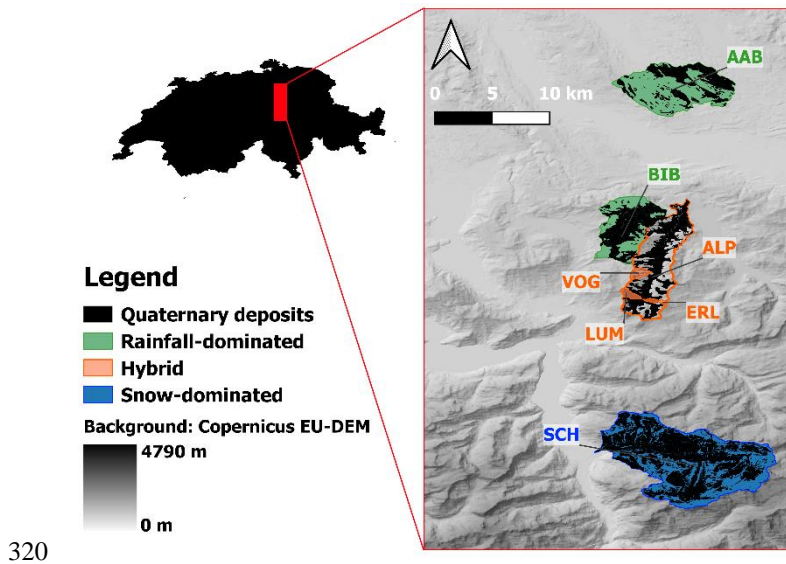 AAB
0 5 10 km
BIB
ALP
VOG
ERL
LUM
SCH
Legend
Quaternary deposits
Rainfall-dominated
Hybrid
Snow-dominated
Background: Copernicus EU-DEM
4790 m
0 m
320